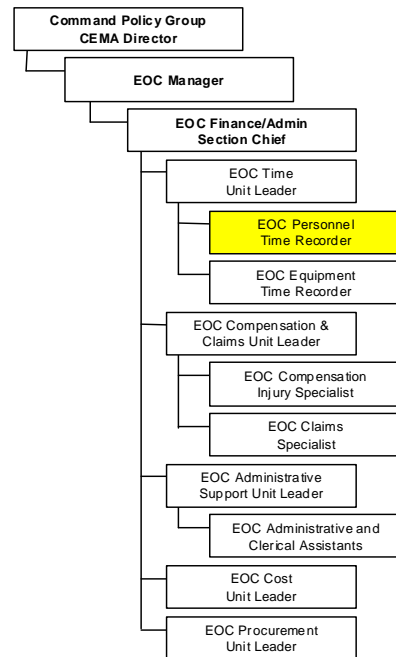 Command Policy Group
CEMA Director
EOC Manager
EOC Finance/Admin
Section Chief
EOC Time
Unit Leader
EOC Personnel
Time Recorder
EOC Equipment
Time Recorder
EOC Compensation &
Claims Unit Leader
EOC Compensation
Injury Specialist
EOC Claims
Specialist
EOC Administrative
Support Unit Leader
EOC Administrative and
Clerical Assistants
EOC Cost
Unit Leader
EOC Procurement
Unit Leader